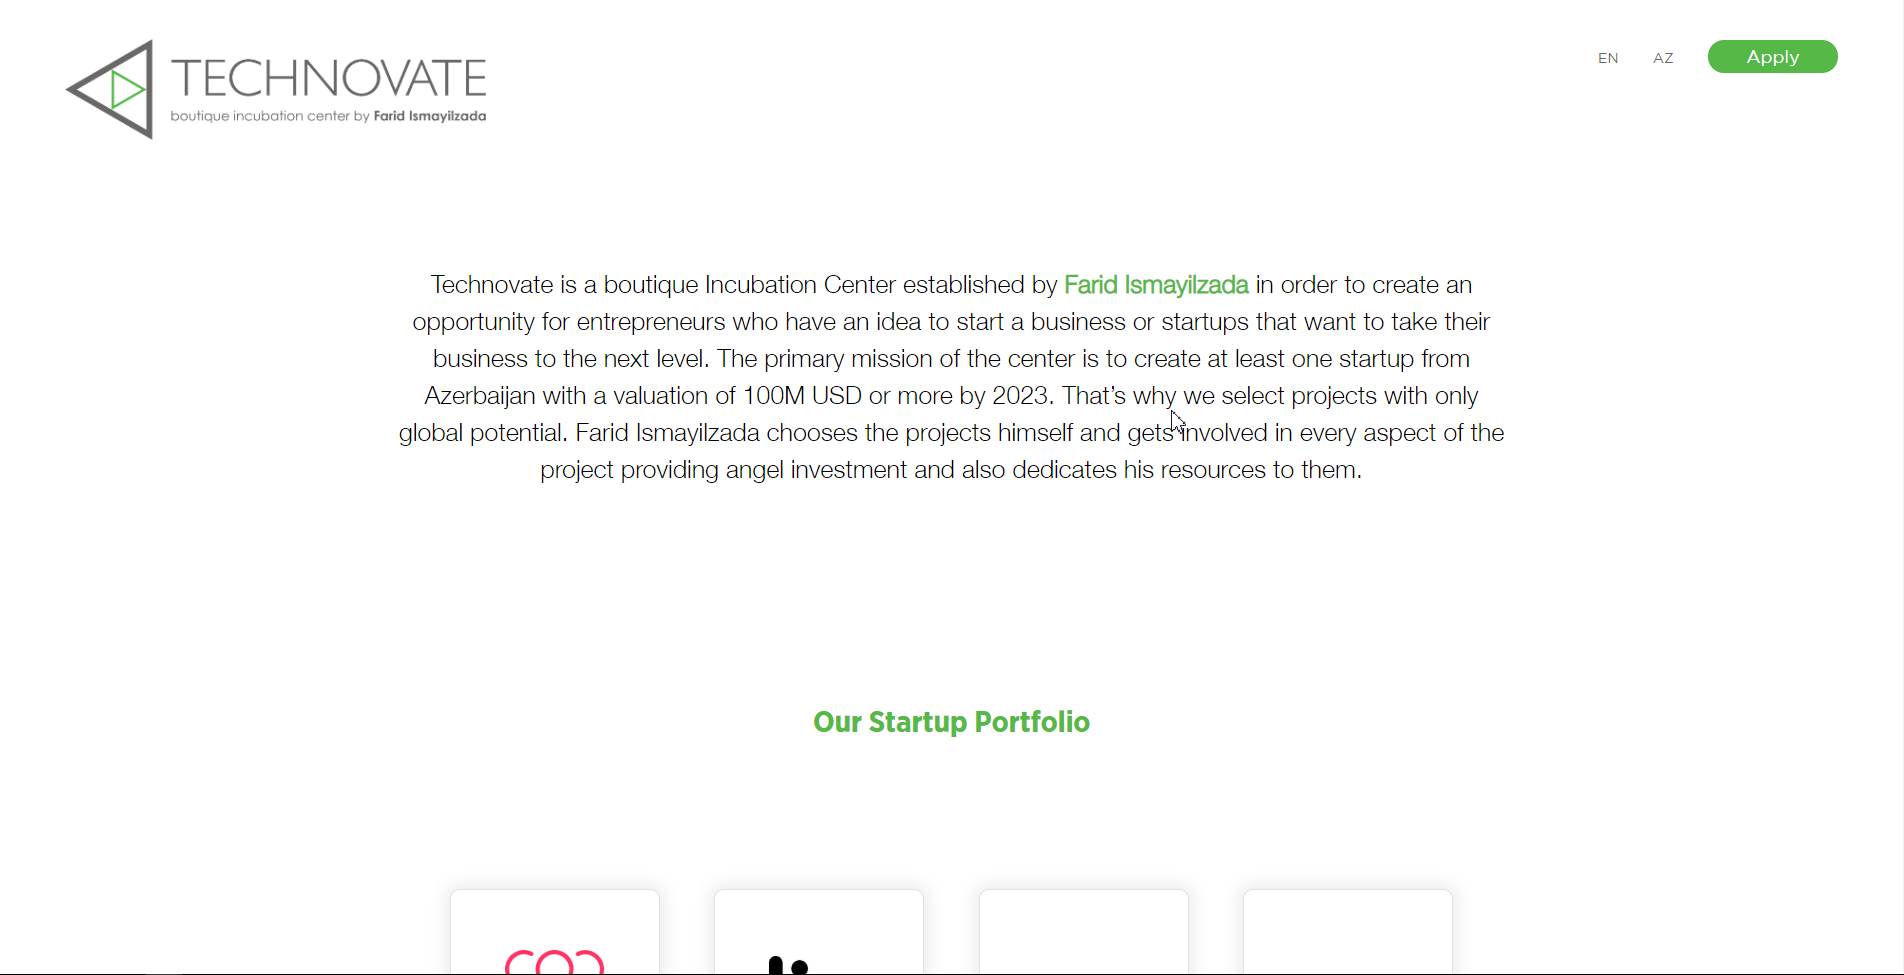 TECHNOVATE
boutique incubation center by Farid Ismayilzada
EN
AZ
Apply
Technovate is a boutique Incubation Center established by Farid Ismayilzada in order to create an
opportunity for entrepreneurs who have an idea to start a business or startups that want to take their
business to the next level. The primary mission of the center is to create at least one startup from
Azerbaijan with a valuation of 100M USD or more by 2023. That’s why we select projects with only
global potential. Farid Ismayilzada chooses the projects himself and gets involved in every aspect of the
project providing angel investment and also dedicates his resources to them.
Our Startup Portfolio